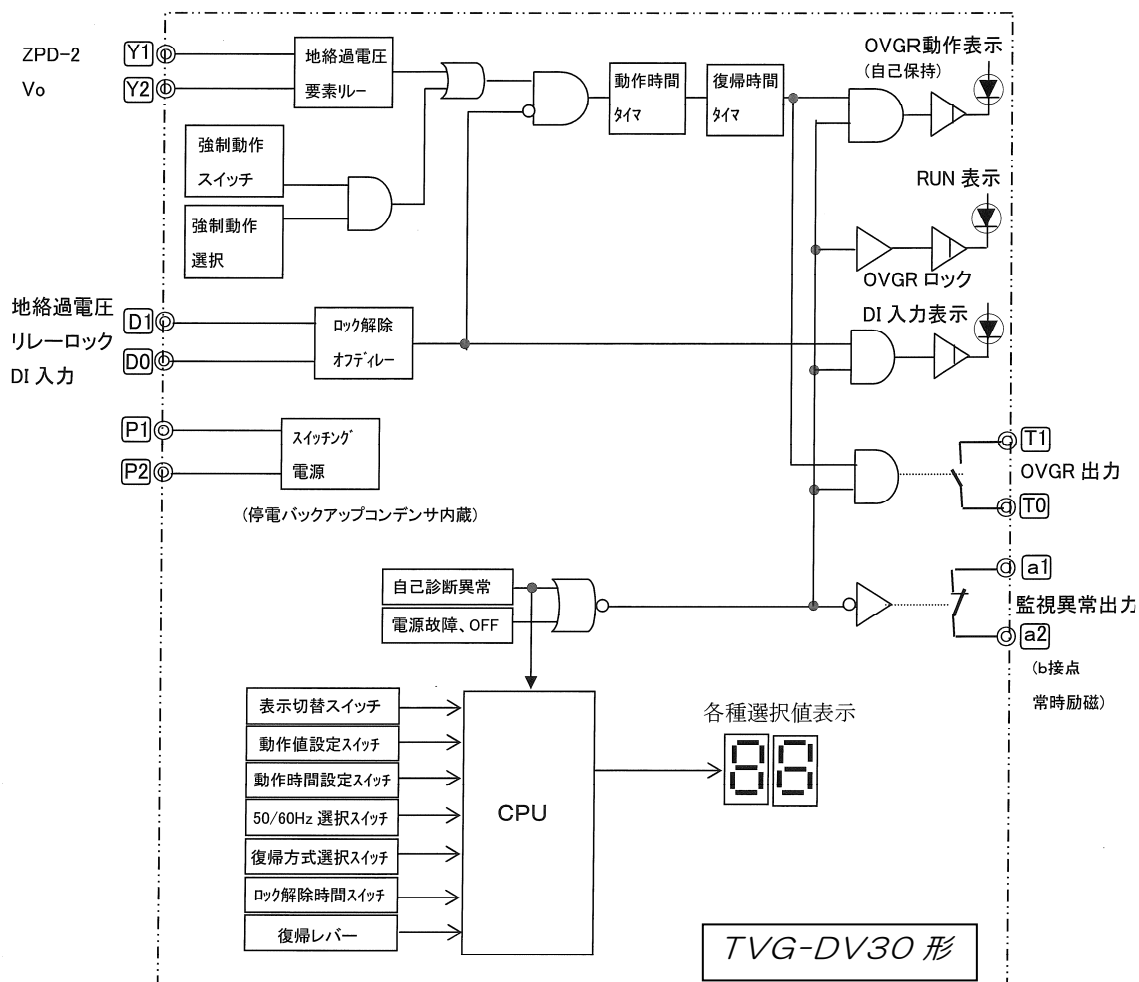 ZPD-2
Vo
Y1
Y2
地絡過電圧
要素リレー
強制動作
スイッチ
強制動作
選択
動作時間
タイマ
復帰時間
タイマ
OVGR動作表示
(自己保持)
RUN 表示
OVGR ロック
DI 入力表示
地絡過電圧
リレーロック
DI 入力
D1
D0
ロック解除
オフディレー
P1
P2
スイッチング
電源
(停電バックアップコンデンサ内蔵)
T1
OVGR 出力
T0
自己診断異常
電源故障、OFF
a1
監視異常出力
a2
(b接点
常時励磁)
表示切替スイッチ
動作値設定スイッチ
動作時間設定スイッチ
50/60Hz 選択スイッチ
復帰方式選択スイッチ
ロック解除時間スイッチ
復帰レバー
CPU
各種選択値表示
88
TVG-DV30 形